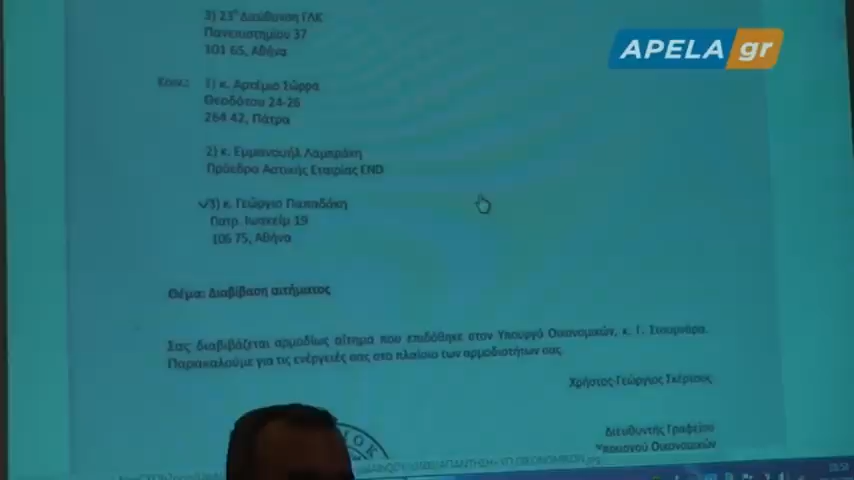 APELA gr
3) 23η Διεύθυνση ΓΛΚ
Πανεπιστημίου 37
101 65, Αθήνα
Κοιν.: 1) κ. Αρτέμιο Σώρρα
Θεοδότου 24-26
264 42, Πάτρα
2) κ. Εμμανουήλ Λαμπράκη
Πρόεδρο Αστικής Εταιρίας END
3) κ. Γεώργιο Παπαδάκη
Πατρ. Ιωακείμ 19
106 75, Αθήνα
Θέμα: Διαβίβαση αιτήματος
Σας διαβιβάζεται αρμοδίως αίτημα που επιδόθηκε στον Υπουργό Οικονομικών, κ. Γ. Στουρνάρα.
Παρακαλούμε για τις ενέργειές σας στο πλαίσιο των αρμοδιοτήτων σας.
Χρήστος-Γεώργιος Σκέρτσος
Διευθυντής Γραφείου
Υπουργού Οικονομικών
ΜΟΚ